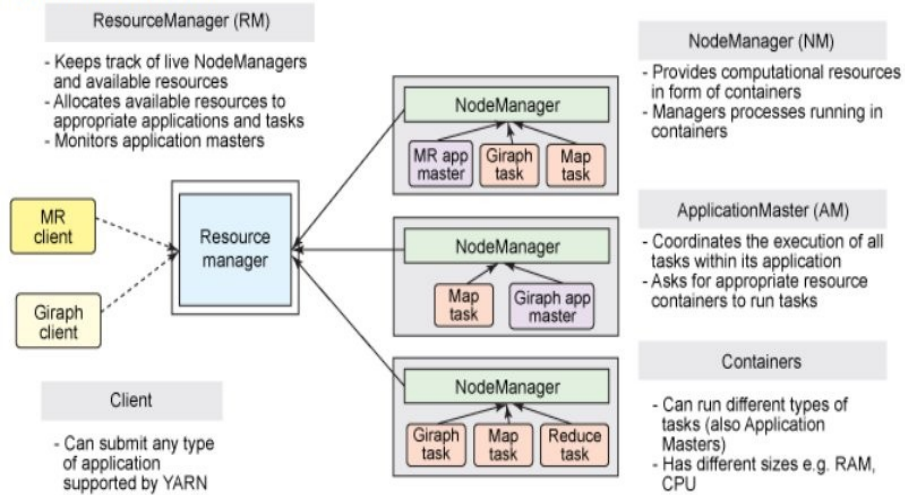 ResourceManager (RM)
- Keeps track of live NodeManagers
and available resources
- Allocates available resources to
appropriate applications and tasks
- Monitors application masters
MR
client
Giraph
client
Resource
manager
Client
- Can submit any type
of application
supported by YARN
NodeManager
MR app
master
Giraph
task
Map
task
NodeManager
Map
task
Giraph app
master
NodeManager
Giraph
task
Map
task
Reduce
task
NodeManager (NM)
- Provides computational resources
in form of containers
- Managers processes running in
containers
ApplicationMaster (AM)
- Coordinates the execution of all
tasks within its application
- Asks for appropriate resource
containers to run tasks
Containers
- Can run different types of
tasks (also Application
Masters)
- Has different sizes e.g. RAM,
CPU